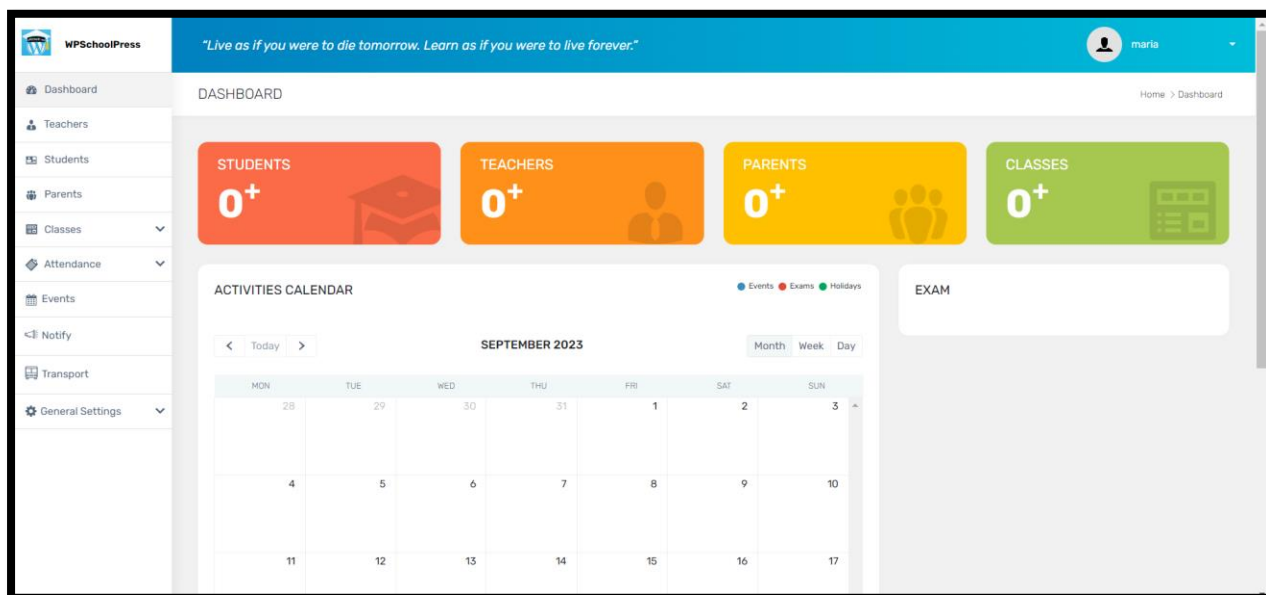 WPSchoolPress
"Live as if you were to die tomorrow. Learn as if you were to live forever."
maria
Dashboard
Teachers
Students
Parents
Classes
Attendance
Events
Notify
Transport
General Settings
DASHBOARD
Home > Dashboard
STUDENTS
0+
TEACHERS
0+
PARENTS
0+
CLASSES
0+
ACTIVITIES CALENDAR
Events Exams Holidays
EXAM
< Today >
SEPTEMBER 2023
Month Week Day
MON TUE WED THU FRI SAT SUN
28 29 30 31 1 2 3
4 5 6 7 8 9 10
11 12 13 14 15 16 17